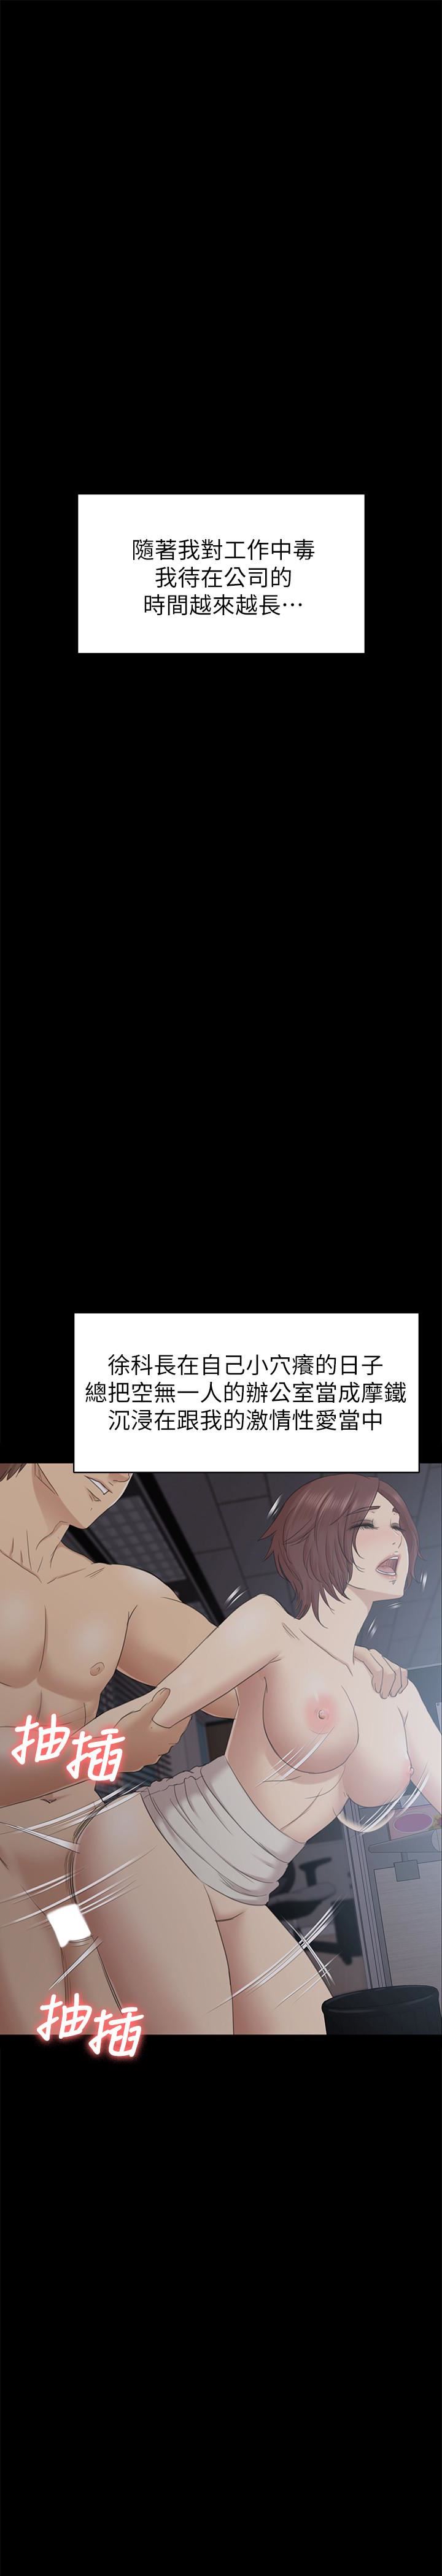 隨著我對工作中毒
我待在公司的
時間越來越長…
徐科長在自己小穴癢的日子
總把空無一人的辦公室當成摩鐵
沉浸在跟我的激情性愛當中
抽插
抽插